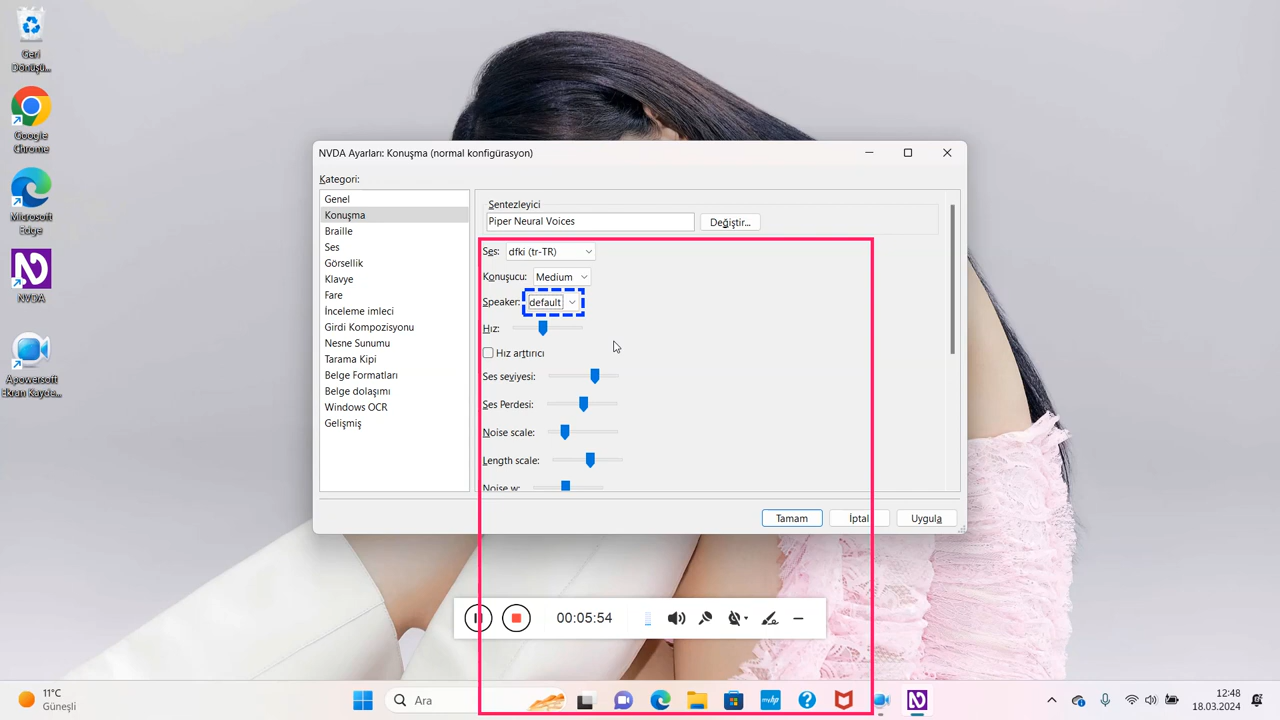 Geri
Dönüşü...
Google
Chrome
Microsoft
Edge
NVDA
Apowersoft
Ekran Kayde...
NVDA Ayarları: Konuşma (normal konfigürasyon)
Kategori:
Genel
Konuşma
Braille
Ses
Görsellik
Klavye
Fare
İnceleme imleci
Girdi Kompozisyonu
Nesne Sunumu
Tarama Kipi
Belge Formatları
Belge dolaşımı
Windows OCR
Gelişmiş
Sentezleyici
Piper Neural Voices
Değiştir...
Ses: dfki (tr-TR)
Konuşucu: Medium
Speaker: default
Hız:
Hız arttırıcı
Ses seviyesi:
Ses Perdesi:
Noise scale:
Length scale:
Noise w:
Tamam İptal Uygula
00:05:54
11°C
Güneşli
Ara
myhp
12:48
18.03.2024